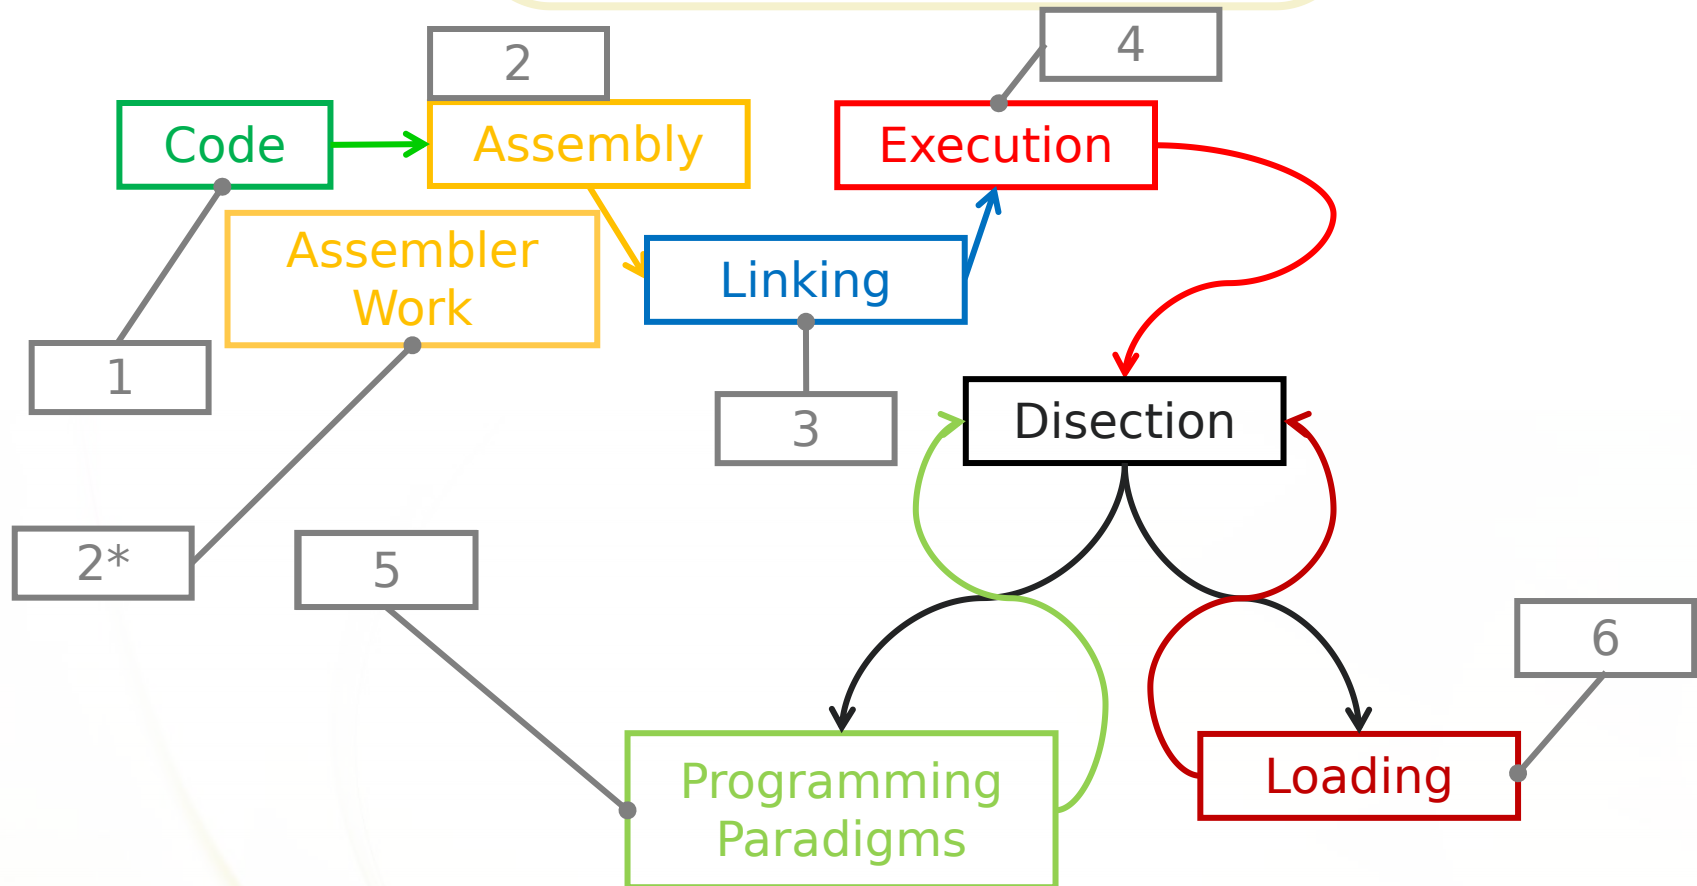 4
2
Code
Assembly
Execution
Assembler
Work
Linking
1
3
Disection
2*
5
6
Programming
Paradigms
Loading